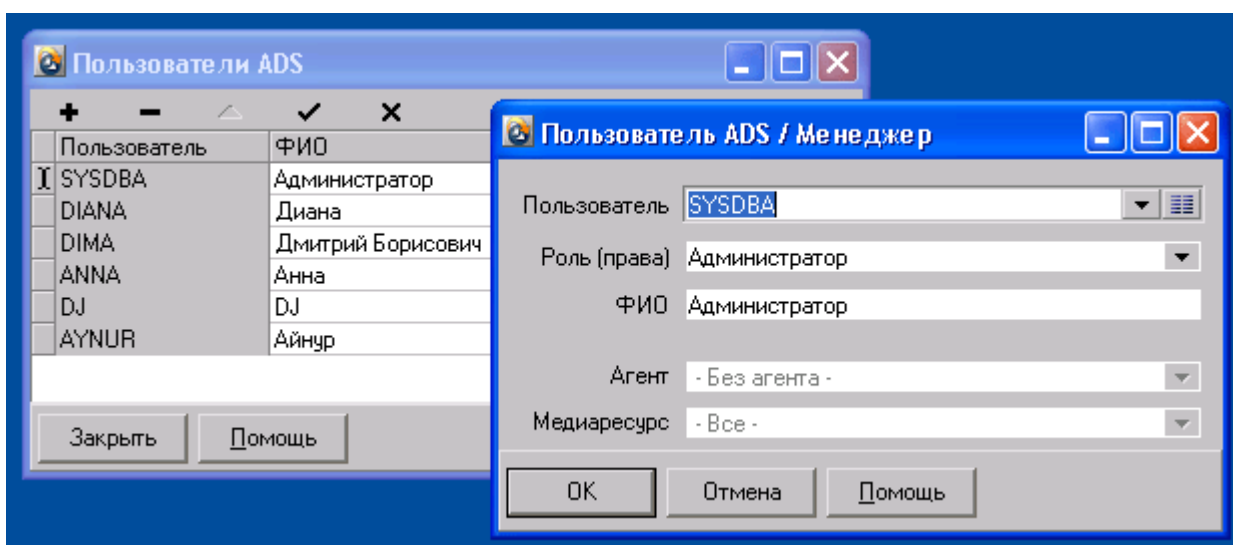 Пользователи ADS
Пользователь ФИО
SYSDBA Администратор
DIANA Диана
DIMA Дмитрий Борисович
ANNA Анна
DJ DJ
AYNUR Айнур
Закрыть Помощь
Пользователь ADS / Менеджер
Пользователь SYSDBA
Роль (права) Администратор
ФИО Администратор
Агент - Без агента -
Медиаресурс - Все -
OK Отмена Помощь